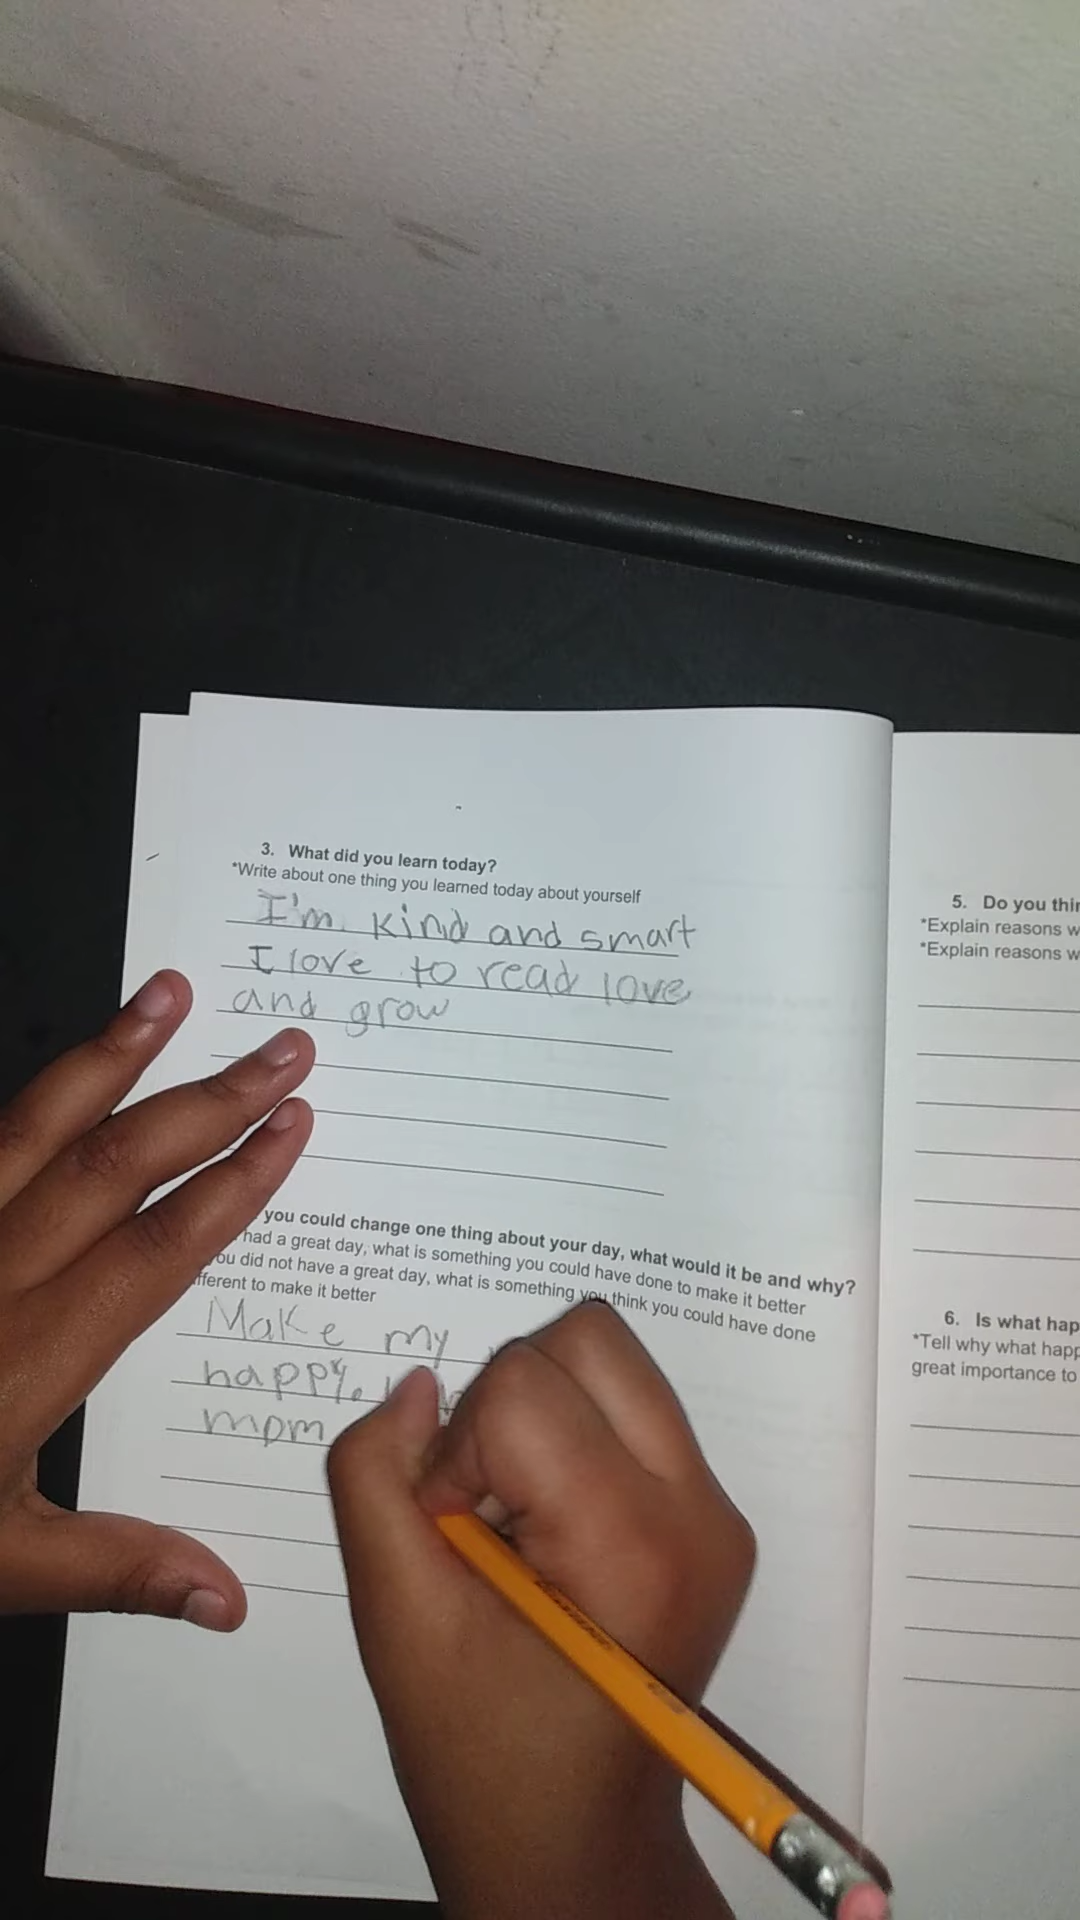 3. What did you learn today?
*Write about one thing you learned today about yourself
I'm kind and smart
I love to read love
and grow
you could change one thing about your day, what would it be and why?
had a great day, what is something you could have done to make it better
you did not have a great day, what is something you think you could have done
fferent to make it better
Make my
happy.
mom
5. Do you thin
*Explain reasons w
*Explain reasons w
6. Is what hap
*Tell why what happ
great importance to